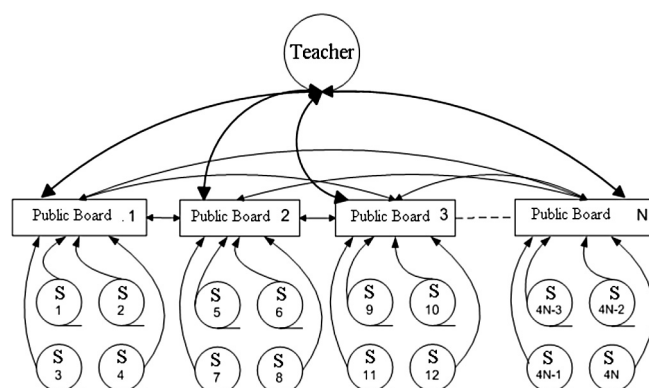 Teacher
Public Board .1
Public Board 2
Public Board 3
Public Board N
S 1
S 2
S 5
S 6
S 9
S 10
S 4N-3
S 4N-2
S 3
S 4
S 7
S 8
S 11
S 12
S 4N-1
S 4N